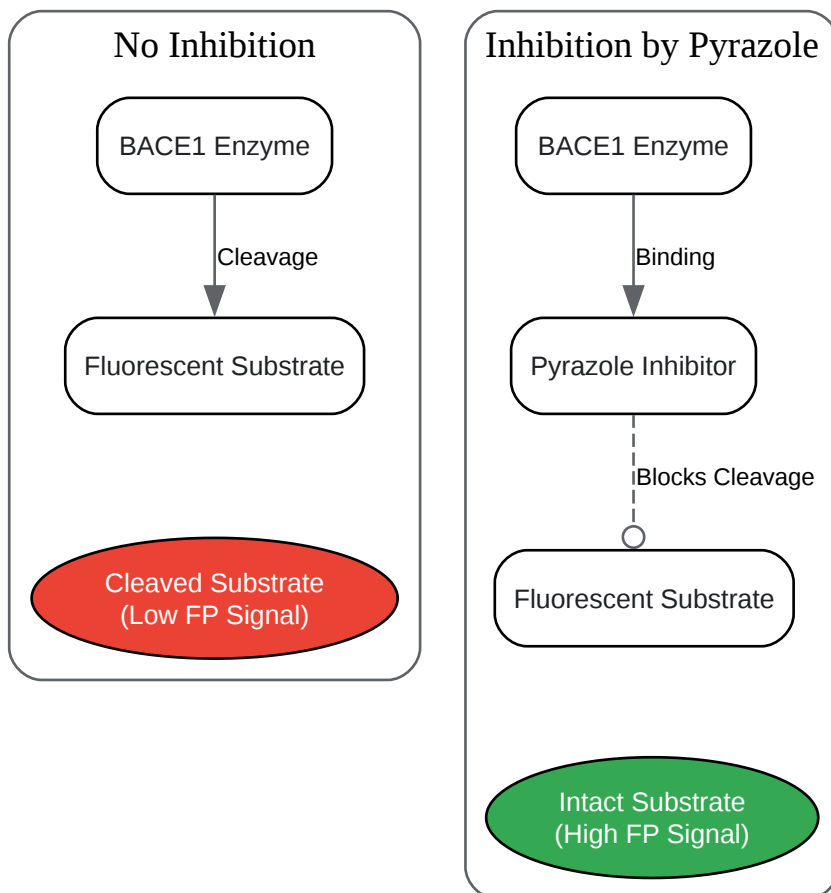 No Inhibition
BACE1 Enzyme
Cleavage
Fluorescent Substrate
Cleaved Substrate
(Low FP Signal)
Inhibition by Pyrazole
BACE1 Enzyme
Binding
Pyrazole Inhibitor
Blocks Cleavage
Fluorescent Substrate
Intact Substrate
(High FP Signal)